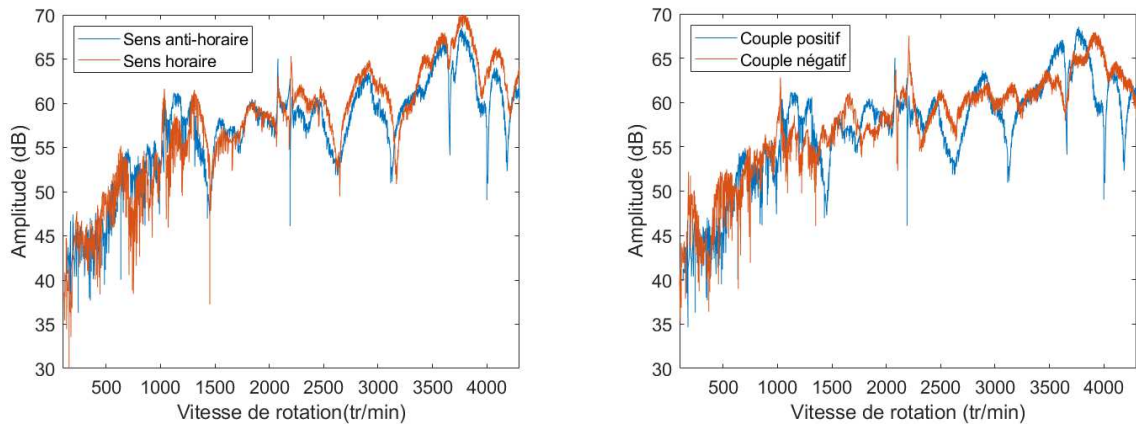 70
65
60
55
50
45
40
35
30
Amplitude (dB)
Sens anti-horaire
Sens horaire
500 1000 1500 2000 2500 3000 3500 4000
Vitesse de rotation(tr/min)
70
65
60
55
50
45
40
35
30
Amplitude (dB)
Couple positif
Couple négatif
500 1000 1500 2000 2500 3000 3500 4000
Vitesse de rotation (tr/min)